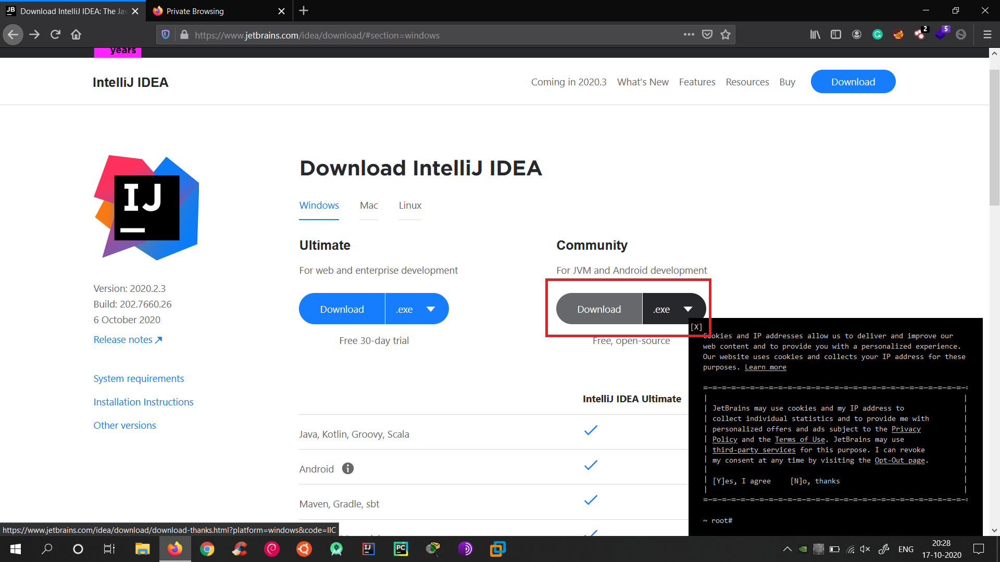 JB Download IntelliJ IDEA: The Jav
Private Browsing
https://www.jetbrains.com/idea/download/#section=windows
2
5
years
IntelliJ IDEA
Coming in 2020.3 What's New Features Resources Buy Download
IJ
Download IntelliJ IDEA
Windows Mac Linux
Ultimate
For web and enterprise development
Download .exe
Free 30-day trial
Community
For JVM and Android development
Download .exe
Free, open-source
Version: 2020.2.3
Build: 202.7660.26
6 October 2020
Release notes
System requirements
Installation Instructions
Other versions
IntelliJ IDEA Ultimate
Java, Kotlin, Groovy, Scala
Android
Maven, Gradle, sbt
[X]
Cookies and IP addresses allow us to deliver and improve our
web content and to provide you with a personalized experience.
Our website uses cookies and collects your IP address for these
purposes. Learn more
JetBrains may use cookies and my IP address to
collect individual statistics and to provide me with
personalized offers and ads subject to the Privacy
Policy and the Terms of Use. JetBrains may use
third-party services for this purpose. I can revoke
my consent at any time by visiting the Opt-Out page.
[Y]es, I agree [N]o, thanks
~ root#
https://www.jetbrains.com/idea/download/download-thanks.html?platform=windows&code=IIC
IJ
PC
ENG
20:28
17-10-2020